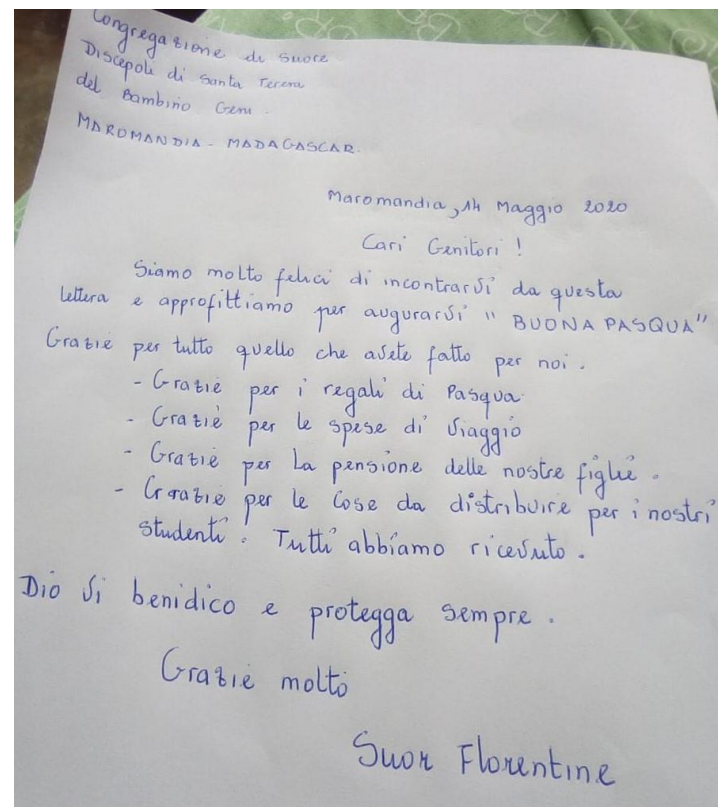 Congregazione di Suore
Discepoli di Santa Teresa
del Bambino Gesu.
MAROMANDIA - MADAGASCAR.
Maromandia, 14 Maggio 2020
Cari Genitori !
Siamo molto felici di incontrarvi da questa
lettera e approfittiamo per augurarvi " BUONA PASQUA"
Grazie per tutto quello che avete fatto per noi.
- Grazie per i regali di Pasqua
- Grazie per le spese di viaggio
- Grazie per la pensione delle nostre figlie.
- Grazie per le cose da distribuire per i nostri
studenti. Tutti abbiamo ricevuto.
Dio vi benidico e protegga sempre.
Grazie molto
Suor Florentine